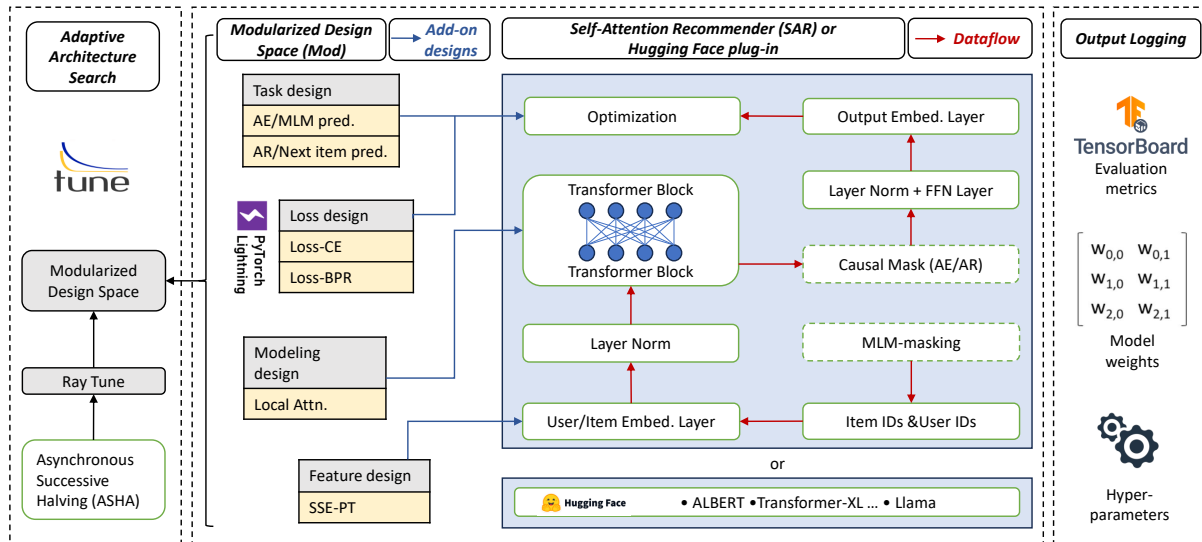 Adaptive
Architecture
Search
tune
Modularized
Design Space
Ray Tune
Asynchronous
Successive
Halving (ASHA)
Modularized Design
Space (Mod)
Add-on
designs
Task design
AE/MLM pred.
AR/Next item pred.
PyTorch
Lightning
Loss design
Loss-CE
Loss-BPR
Modeling
design
Local Attn.
Feature design
SSE-PT
Self-Attention Recommender (SAR) or
Hugging Face plug-in
Dataflow
Optimization
Output Embed. Layer
Transformer Block
Transformer Block
Layer Norm + FFN Layer
Causal Mask (AE/AR)
Layer Norm
MLM-masking
User/Item Embed. Layer
Item IDs &User IDs
or
Hugging Face
• ALBERT •Transformer-XL ... • Llama
Output Logging
TensorBoard
Evaluation
metrics
w0,0 w0,1
w1,0 w1,1
w2,0 w2,1
Model
weights
Hyper-
parameters